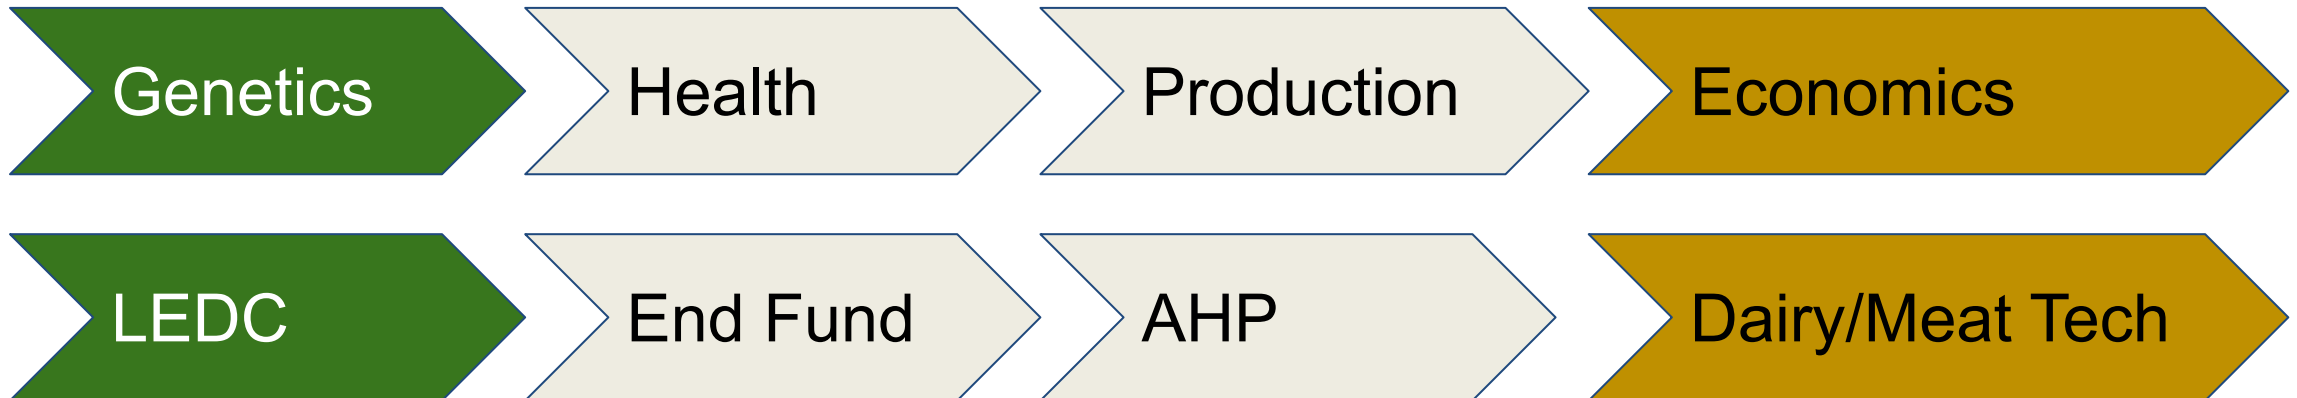 Genetics
Health
Production
Economics
LEDC
End Fund
AHP
Dairy/Meat Tech